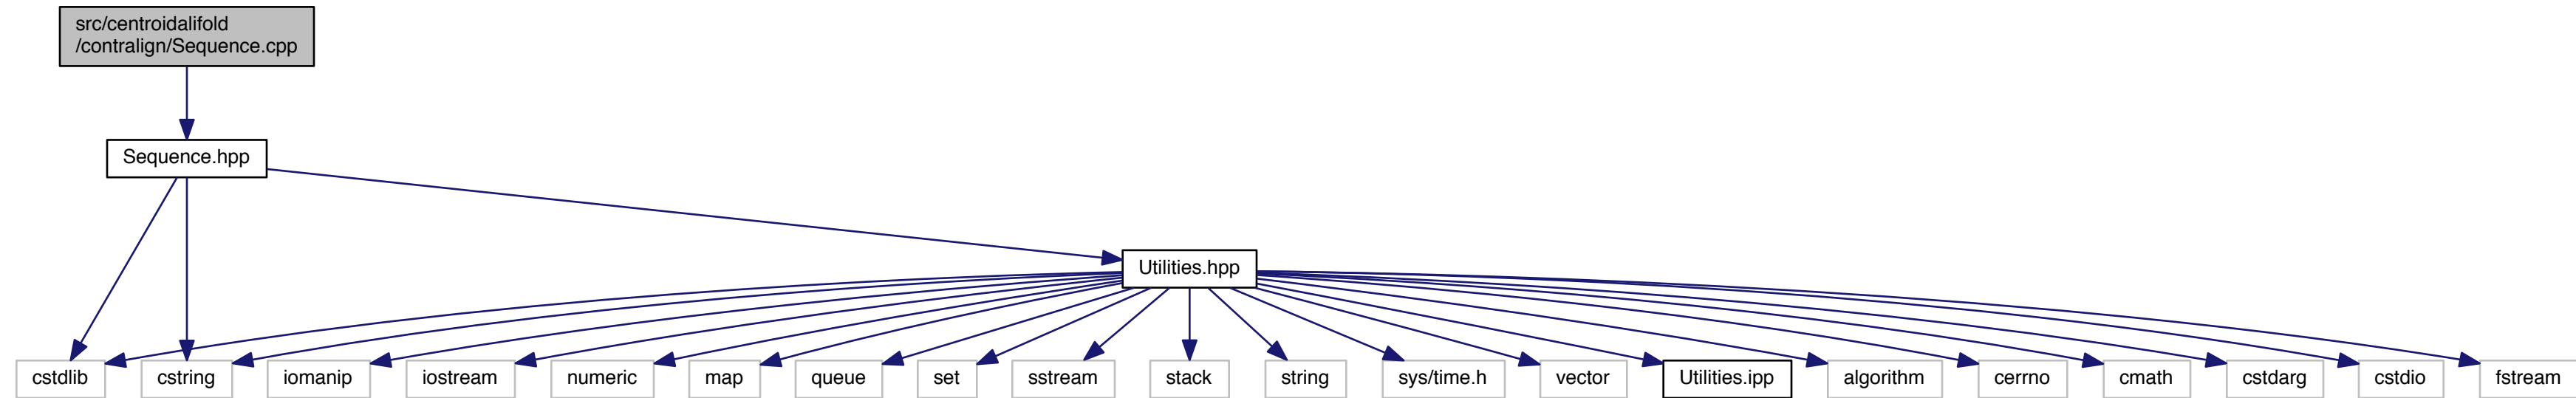 src/centroidalifold
/contralign/Sequence.cpp
Sequence.hpp
Utilities.hpp
cstdlib
cstring
iomanip
iostream
numeric
map
queue
set
sstream
stack
string
sys/time.h
vector
Utilities.ipp
algorithm
cerrno
cmath
cstdarg
cstdio
fstream